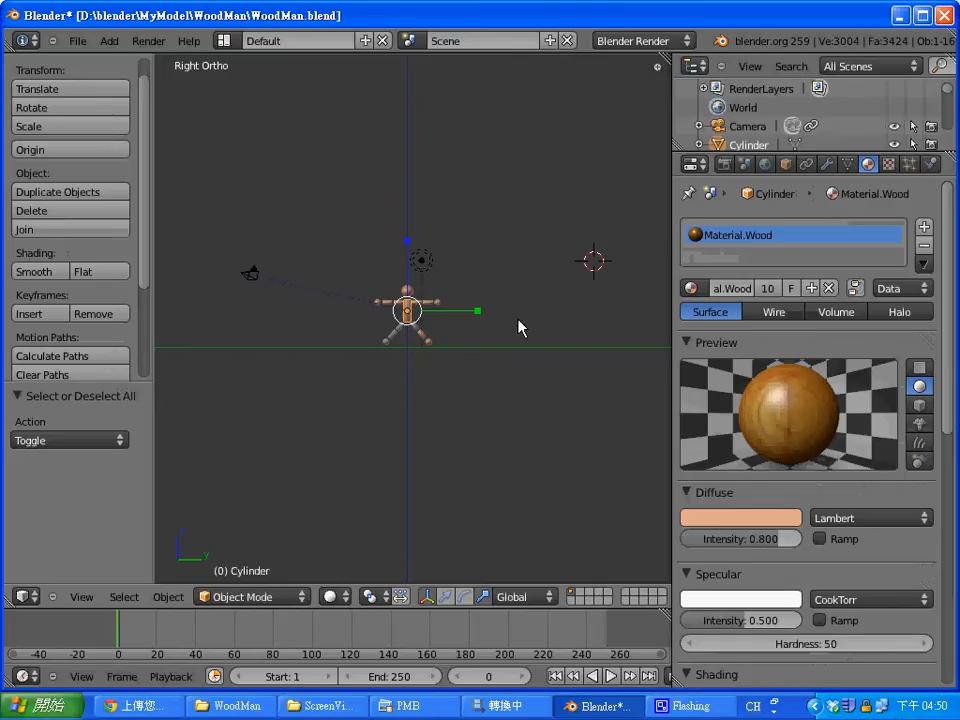 Blender* [D:\blender\MyModel\WoodMan\WoodMan.blend]
File Add Render Help Default Scene Blender Render blender.org 259 | Ve:3004 | Fa:3424 | Ob:1-16
Transform:
Translate
Rotate
Scale
Origin
Object:
Duplicate Objects
Delete
Join
Shading:
Smooth Flat
Keyframes:
Insert Remove
Motion Paths:
Calculate Paths
Clear Paths
Select or Deselect All
Action
Toggle
Right Ortho
y
(0) Cylinder
View Select Object Object Mode Global
-40 -20 0 20 40 60 80 100 120 140 160 180 200 220 240 260
View Frame Playback Start: 1 End: 250 0
View Search All Scenes
RenderLayers
World
Camera
Cylinder
Cylinder Material.Wood
Material.Wood
al.Wood 10 F Data
Surface Wire Volume Halo
Preview
Diffuse
Lambert
Intensity: 0.800 Ramp
Specular
CookTorr
Intensity: 0.500 Ramp
Hardness: 50
Shading
開始 上傳您... WoodMan ScreenVi... PMB 轉換中 Blender*... Flashing CH 下午 04:50